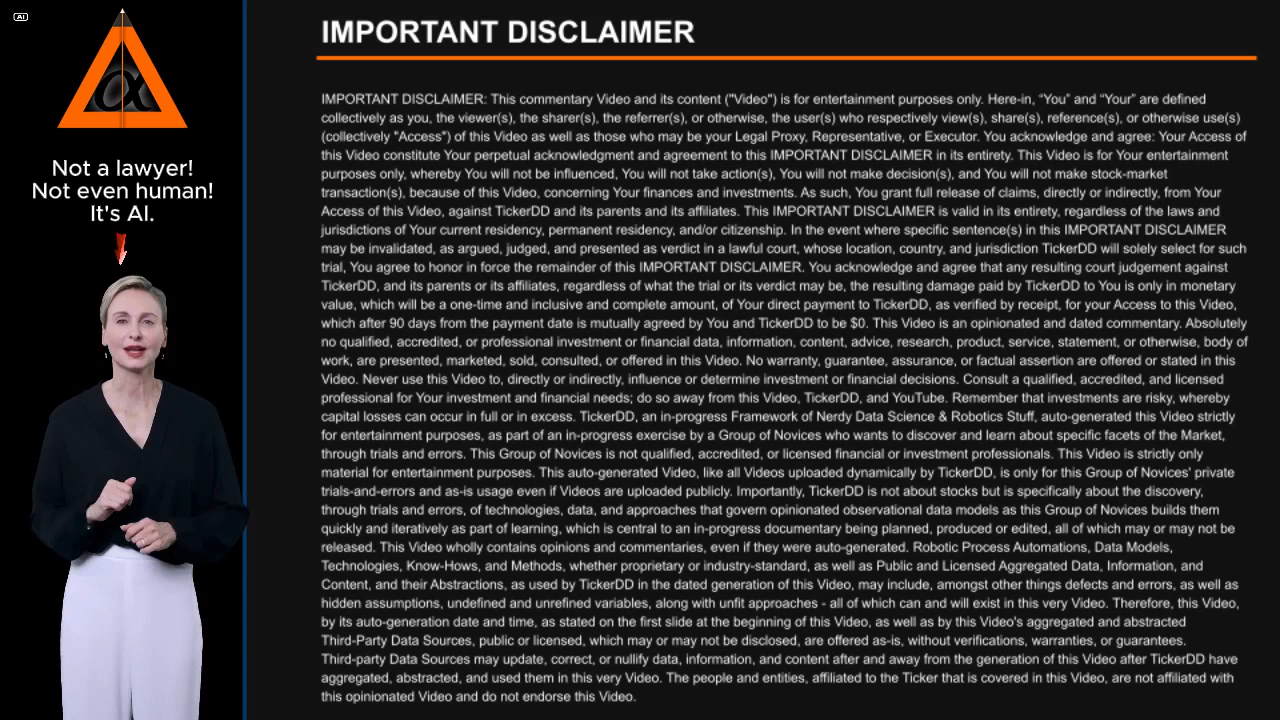 AI
α
Not a lawyer!
Not even human!
It's AI.
IMPORTANT DISCLAIMER
IMPORTANT DISCLAIMER: This commentary Video and its content ("Video") is for entertainment purposes only. Here-in, “You” and “Your” are defined
collectively as you, the viewer(s), the sharer(s), the referrer(s), or otherwise, the user(s) who respectively view(s), share(s), reference(s), or otherwise use(s)
(collectively "Access") of this Video as well as those who may be your Legal Proxy, Representative, or Executor. You acknowledge and agree: Your Access of
this Video constitute Your perpetual acknowledgment and agreement to this IMPORTANT DISCLAIMER in its entirety. This Video is for Your entertainment
purposes only, whereby You will not be influenced, You will not take action(s), You will not make decision(s), and You will not make stock-market
transaction(s), because of this Video, concerning Your finances and investments. As such, You grant full release of claims, directly or indirectly, from Your
Access of this Video, against TickerDD and its parents and its affiliates. This IMPORTANT DISCLAIMER is valid in its entirety, regardless of the laws and
jurisdictions of Your current residency, permanent residency, and/or citizenship. In the event where specific sentence(s) in this IMPORTANT DISCLAIMER
may be invalidated, as argued, judged, and presented as verdict in a lawful court, whose location, country, and jurisdiction TickerDD will solely select for such
trial, You agree to honor in force the remainder of this IMPORTANT DISCLAIMER. You acknowledge and agree that any resulting court judgement against
TickerDD, and its parents or its affiliates, regardless of what the trial or its verdict may be, the resulting damage paid by TickerDD to You is only in monetary
value, which will be a one-time and inclusive and complete amount, of Your direct payment to TickerDD, as verified by receipt, for your Access to this Video,
which after 90 days from the payment date is mutually agreed by You and TickerDD to be $0. This Video is an opinionated and dated commentary. Absolutely
no qualified, accredited, or professional investment or financial data, information, content, advice, research, product, service, statement, or otherwise, body of
work, are presented, marketed, sold, consulted, or offered in this Video. No warranty, guarantee, assurance, or factual assertion are offered or stated in this
Video. Never use this Video to, directly or indirectly, influence or determine investment or financial decisions. Consult a qualified, accredited, and licensed
professional for Your investment and financial needs; do so away from this Video, TickerDD, and YouTube. Remember that investments are risky, whereby
capital losses can occur in full or in excess. TickerDD, an in-progress Framework of Nerdy Data Science & Robotics Stuff, auto-generated this Video strictly
for entertainment purposes, as part of an in-progress exercise by a Group of Novices who wants to discover and learn about specific facets of the Market,
through trials and errors. This Group of Novices is not qualified, accredited, or licensed financial or investment professionals. This Video is strictly only
material for entertainment purposes. This auto-generated Video, like all Videos uploaded dynamically by TickerDD, is only for this Group of Novices' private
trials-and-errors and as-is usage even if Videos are uploaded publicly. Importantly, TickerDD is not about stocks but is specifically about the discovery,
through trials and errors, of technologies, data, and approaches that govern opinionated observational data models as this Group of Novices builds them
quickly and iteratively as part of learning, which is central to an in-progress documentary being planned, produced or edited, all of which may or may not be
released. This Video wholly contains opinions and commentaries, even if they were auto-generated. Robotic Process Automations, Data Models,
Technologies, Know-Hows, and Methods, whether proprietary or industry-standard, as well as Public and Licensed Aggregated Data, Information, and
Content, and their Abstractions, as used by TickerDD in the dated generation of this Video, may include, amongst other things defects and errors, as well as
hidden assumptions, undefined and unrefined variables, along with unfit approaches - all of which can and will exist in this very Video. Therefore, this Video,
by its auto-generation date and time, as stated on the first slide at the beginning of this Video, as well as by this Video's aggregated and abstracted
Third-Party Data Sources, public or licensed, which may or may not be disclosed, are offered as-is, without verifications, warranties, or guarantees.
Third-party Data Sources may update, correct, or nullify data, information, and content after and away from the generation of this Video after TickerDD have
aggregated, abstracted, and used them in this very Video. The people and entities, affiliated to the Ticker that is covered in this Video, are not affiliated with
this opinionated Video and do not endorse this Video.